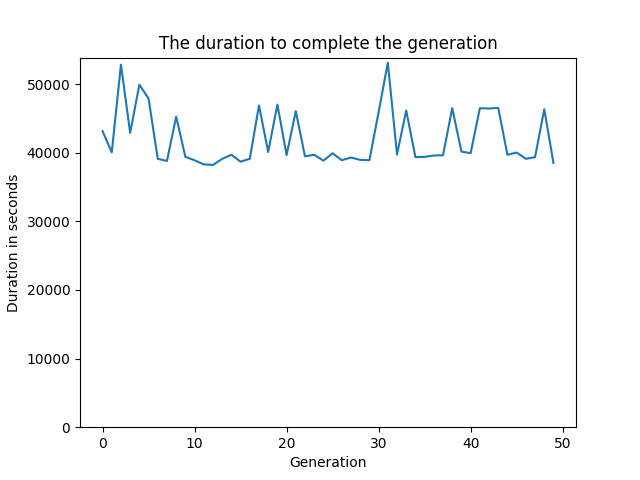 The duration to complete the generation
50000
40000
30000
20000
10000
0
Duration in seconds
0 10 20 30 40 50
Generation